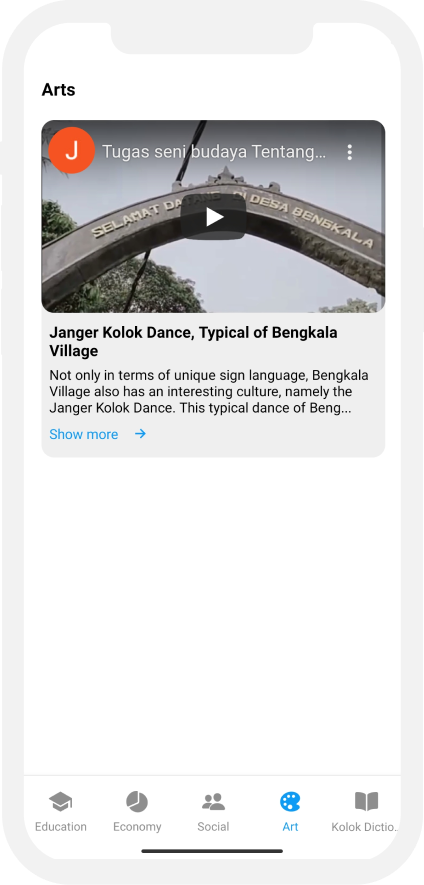 Arts
J
Tugas seni budaya Tentang...
SELAMAT DATANG DI DESA BENGKALA
Janger Kolok Dance, Typical of Bengkala
Village
Not only in terms of unique sign language, Bengkala
Village also has an interesting culture, namely the
Janger Kolok Dance. This typical dance of Beng...
Show more
Education
Economy
Social
Art
Kolok Dictio..